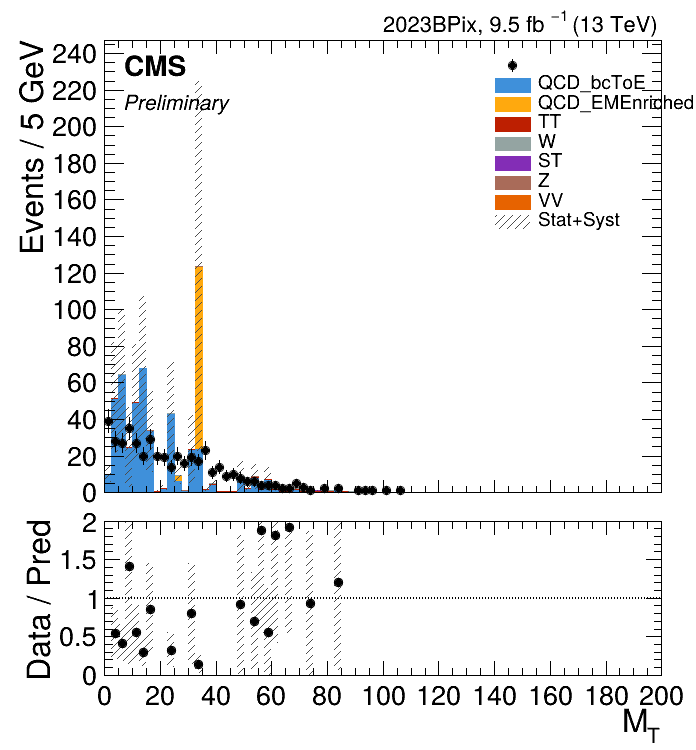 2023BPix, 9.5 fb⁻¹ (13 TeV)
CMS
Preliminary
Events / 5 GeV
240
220
200
180
160
140
120
100
80
60
40
20
0
QCD_bcToE
QCD_EMEnriched
TT
W
ST
Z
VV
Stat+Syst
Data / Pred
2
1.5
1
0.5
0
0 20 40 60 80 100 120 140 160 180 200
M_T